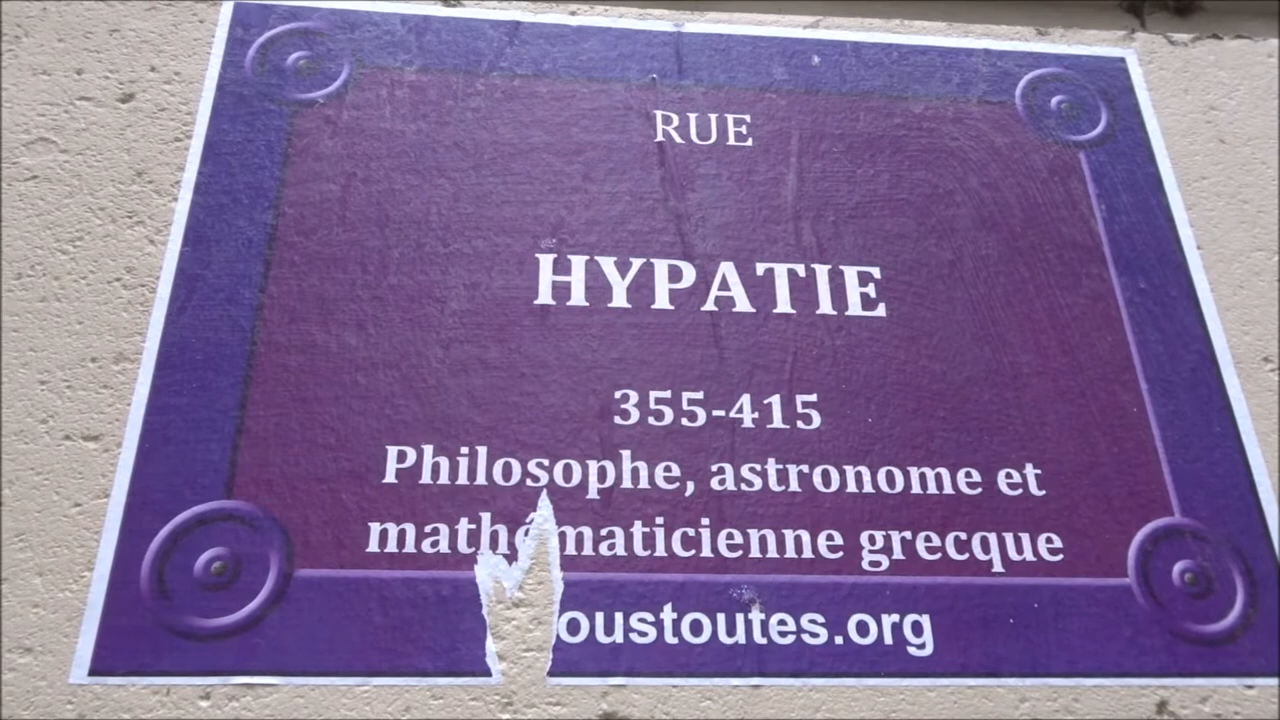 RUE
HYPATIE
355-415
Philosophe, astronome et
mathématicienne grecque
oustoutes.org